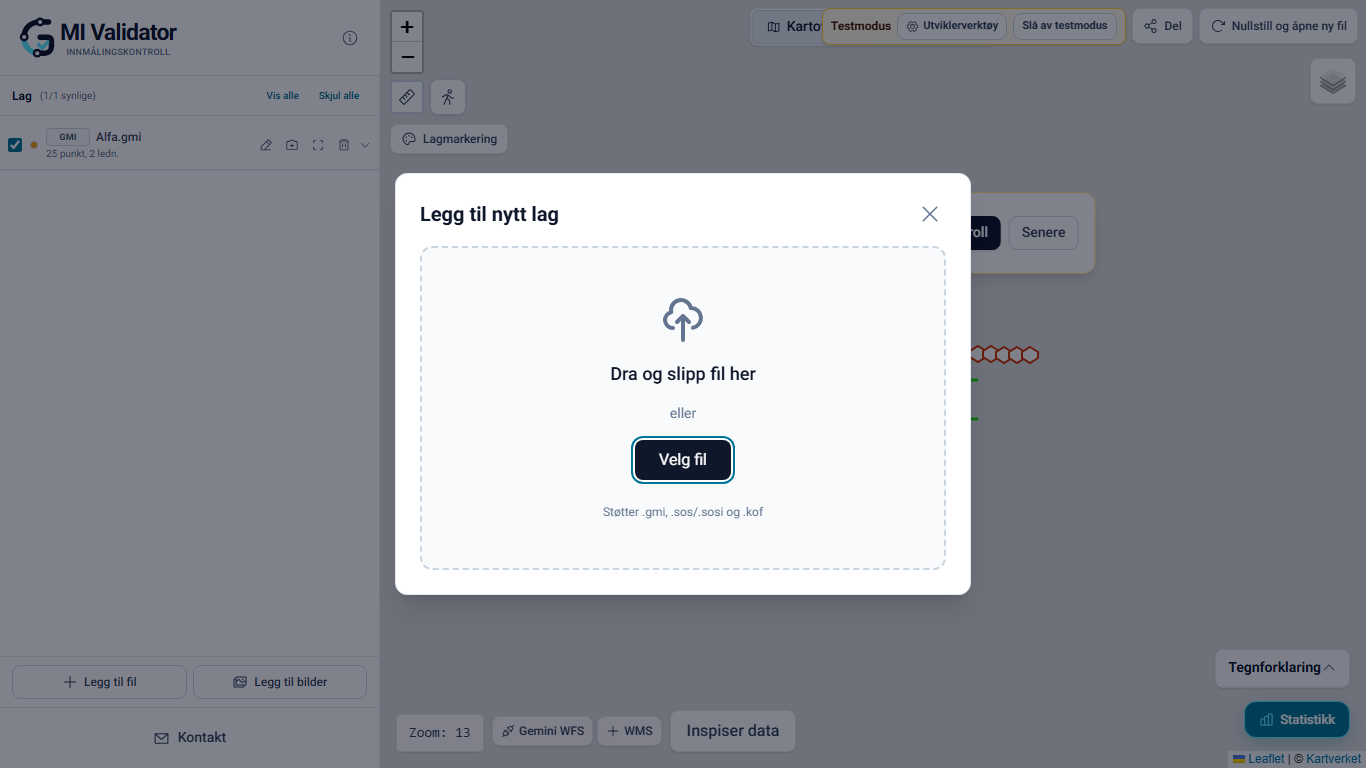 MI Validator
INNMÅLINGSKONTROLL
Lag (1/1 synlige) Vis alle Skjul alle
GMI Alfa.gmi
25 punkt, 2 ledn.
Legg til fil
Legg til bilder
Kontakt
+
−
Lagmarkering
Testmodus
Utviklerverktøy
Slå av testmodus
Del
Nullstill og åpne ny fil
Senere
Legg til nytt lag
Dra og slipp fil her
eller
Velg fil
Støtter .gmi, .sos/.sosi og .kof
Zoom: 13
Gemini WFS
WMS
Inspiser data
Tegnforklaring
Statistikk
Leaflet | © Kartverket